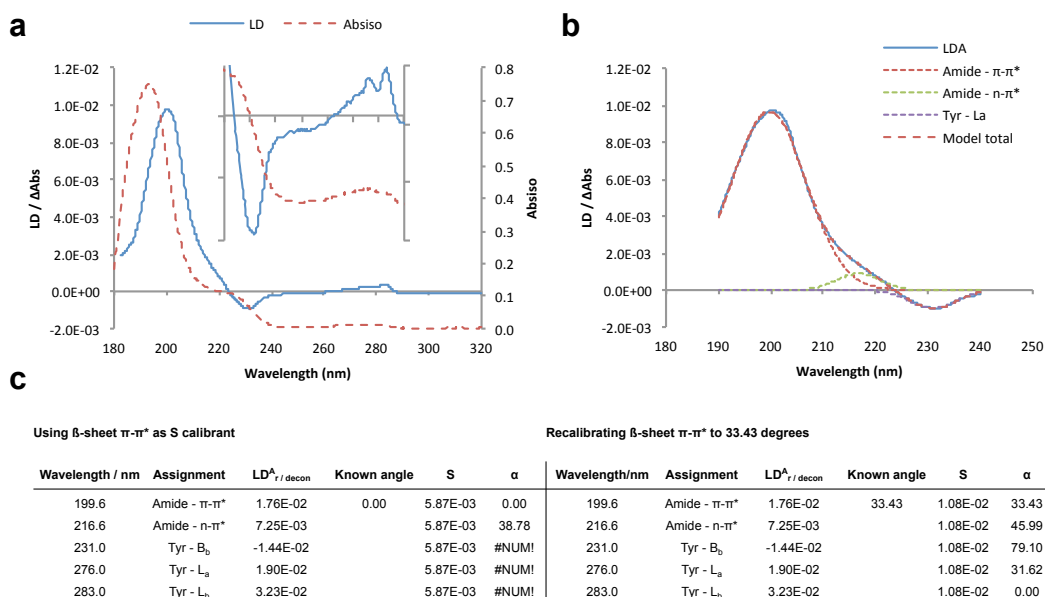 a
LD
Absiso
LD / ΔAbs
1.2E-02
1.0E-02
8.0E-03
6.0E-03
4.0E-03
2.0E-03
0.0E+00
-2.0E-03
0.8
0.7
0.6
0.5
0.4
0.3
0.2
0.1
0.0
Absiso
180 200 220 240 260 280 300 320
Wavelength (nm)
b
LDA
Amide - π-π*
Amide - n-π*
Tyr - La
Model total
LD / ΔAbs
1.2E-02
1.0E-02
8.0E-03
6.0E-03
4.0E-03
2.0E-03
0.0E+00
-2.0E-03
180 190 200 210 220 230 240 250
Wavelength (nm)
c
Using ß-sheet π-π* as S calibrant
Wavelength / nm Assignment LDᴬr / decon Known angle S α
199.6 Amide - π-π* 1.76E-02 0.00 5.87E-03 0.00
216.6 Amide - n-π* 7.25E-03 5.87E-03 38.78
231.0 Tyr - Bb -1.44E-02 5.87E-03 #NUM!
276.0 Tyr - La 1.90E-02 5.87E-03 #NUM!
283.0 Tyr - Lb 3.23E-02 5.87E-03 #NUM!
Recalibrating ß-sheet π-π* to 33.43 degrees
Wavelength/nm Assignment LDᴬr / decon Known angle S α
199.6 Amide - π-π* 1.76E-02 33.43 1.08E-02 33.43
216.6 Amide - n-π* 7.25E-03 1.08E-02 45.99
231.0 Tyr - Bb -1.44E-02 1.08E-02 79.10
276.0 Tyr - La 1.90E-02 1.08E-02 31.62
283.0 Tyr - Lb 3.23E-02 1.08E-02 0.00